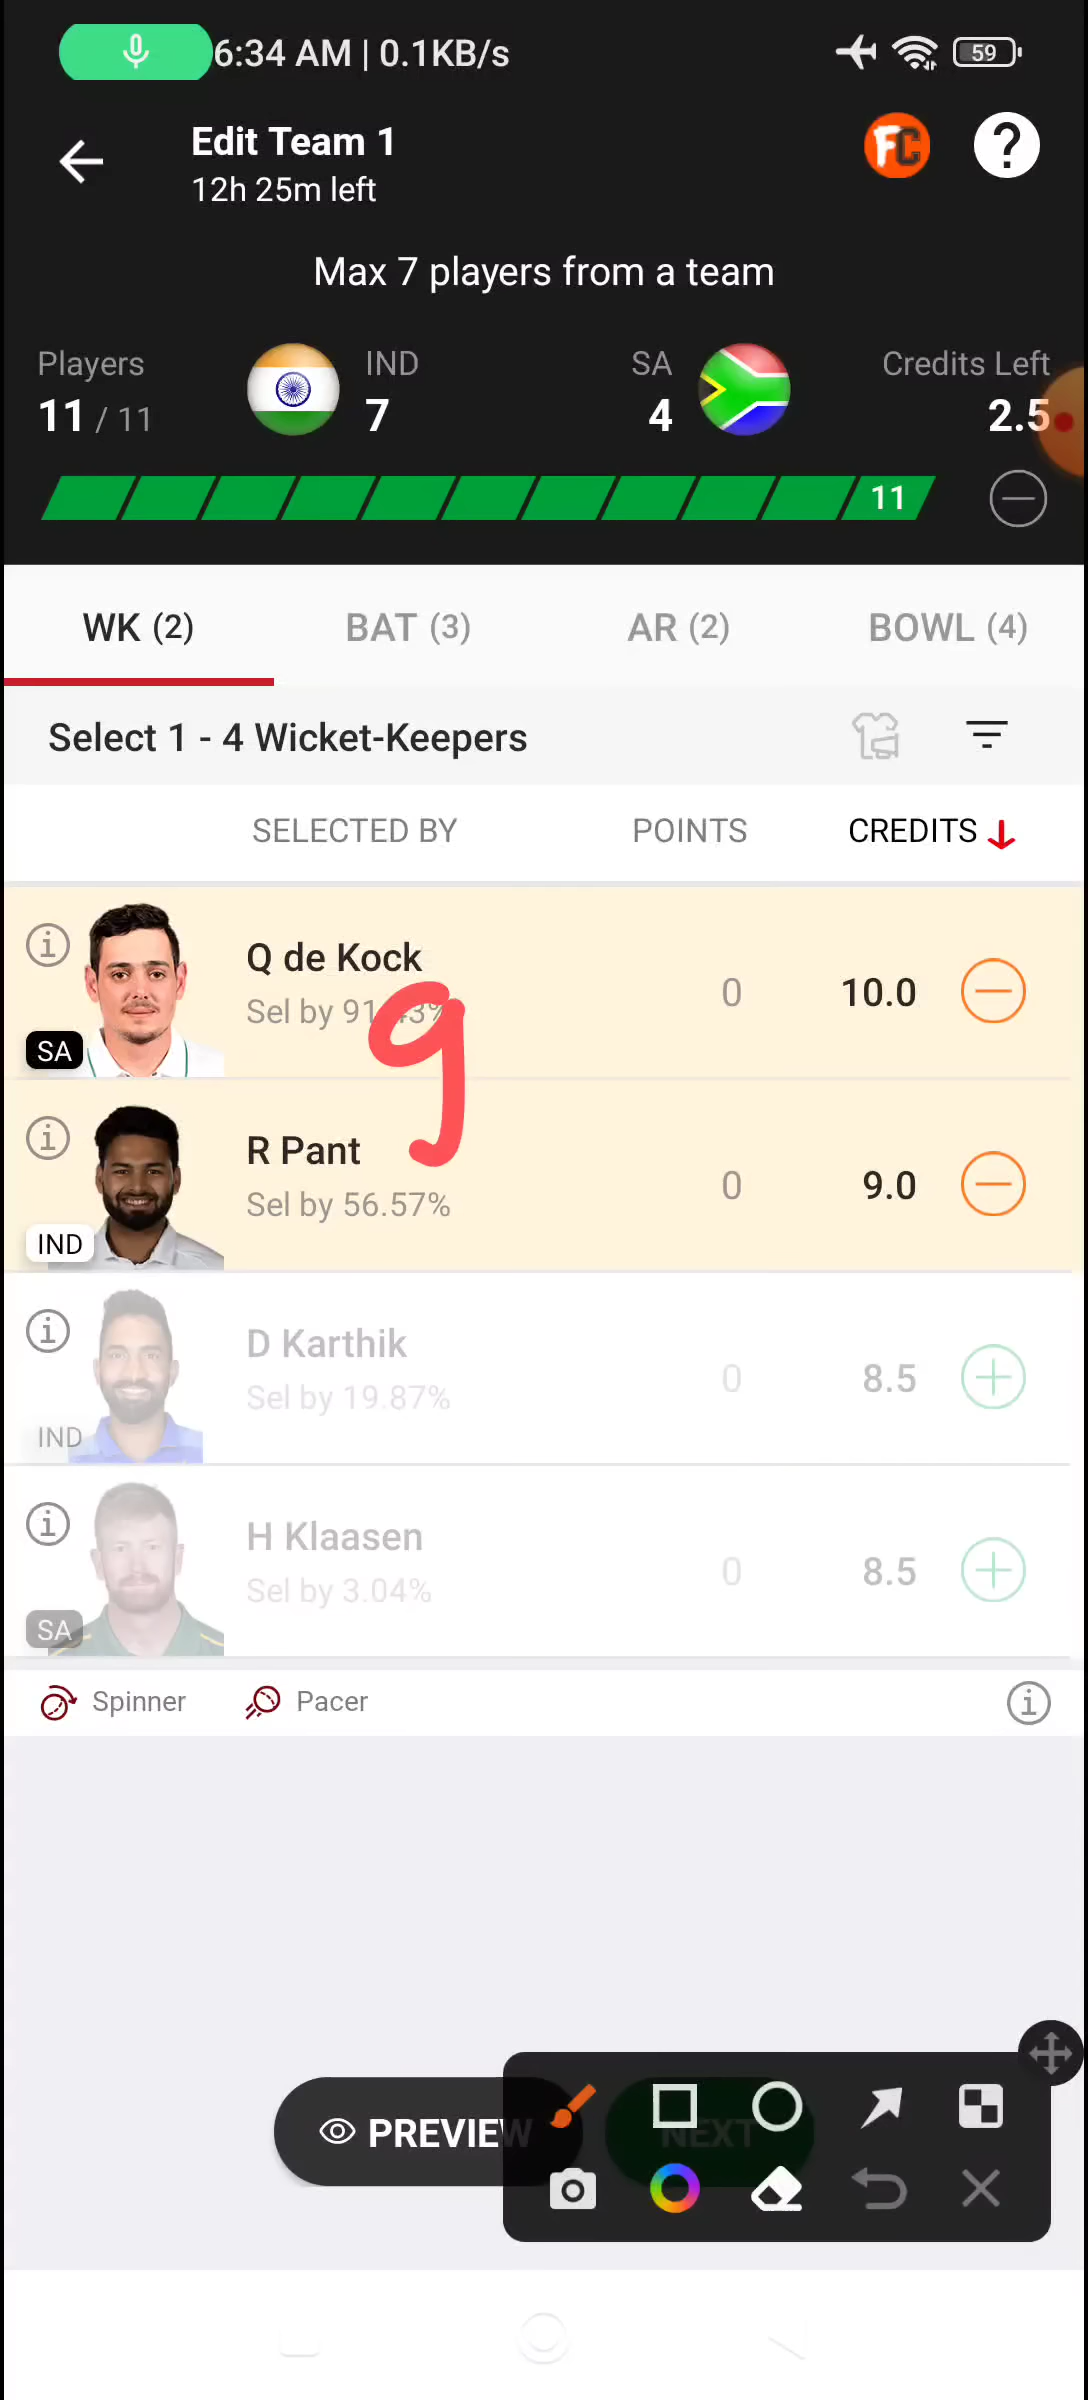 6:34 AM | 0.1KB/s
59
Edit Team 1
12h 25m left
FC
?
Max 7 players from a team
Players
11 / 11
IND
7
SA
4
Credits Left
2.5
11
WK (2)
BAT (3)
AR (2)
BOWL (4)
Select 1 - 4 Wicket-Keepers
SELECTED BY
POINTS
CREDITS
Q de Kock
Sel by
0
10.0
SA
9
R Pant
Sel by 56.57%
0
9.0
IND
D Karthik
Sel by 19.87%
0
8.5
IND
H Klaasen
Sel by 3.04%
0
8.5
SA
Spinner
Pacer
PREVIEW
NEXT